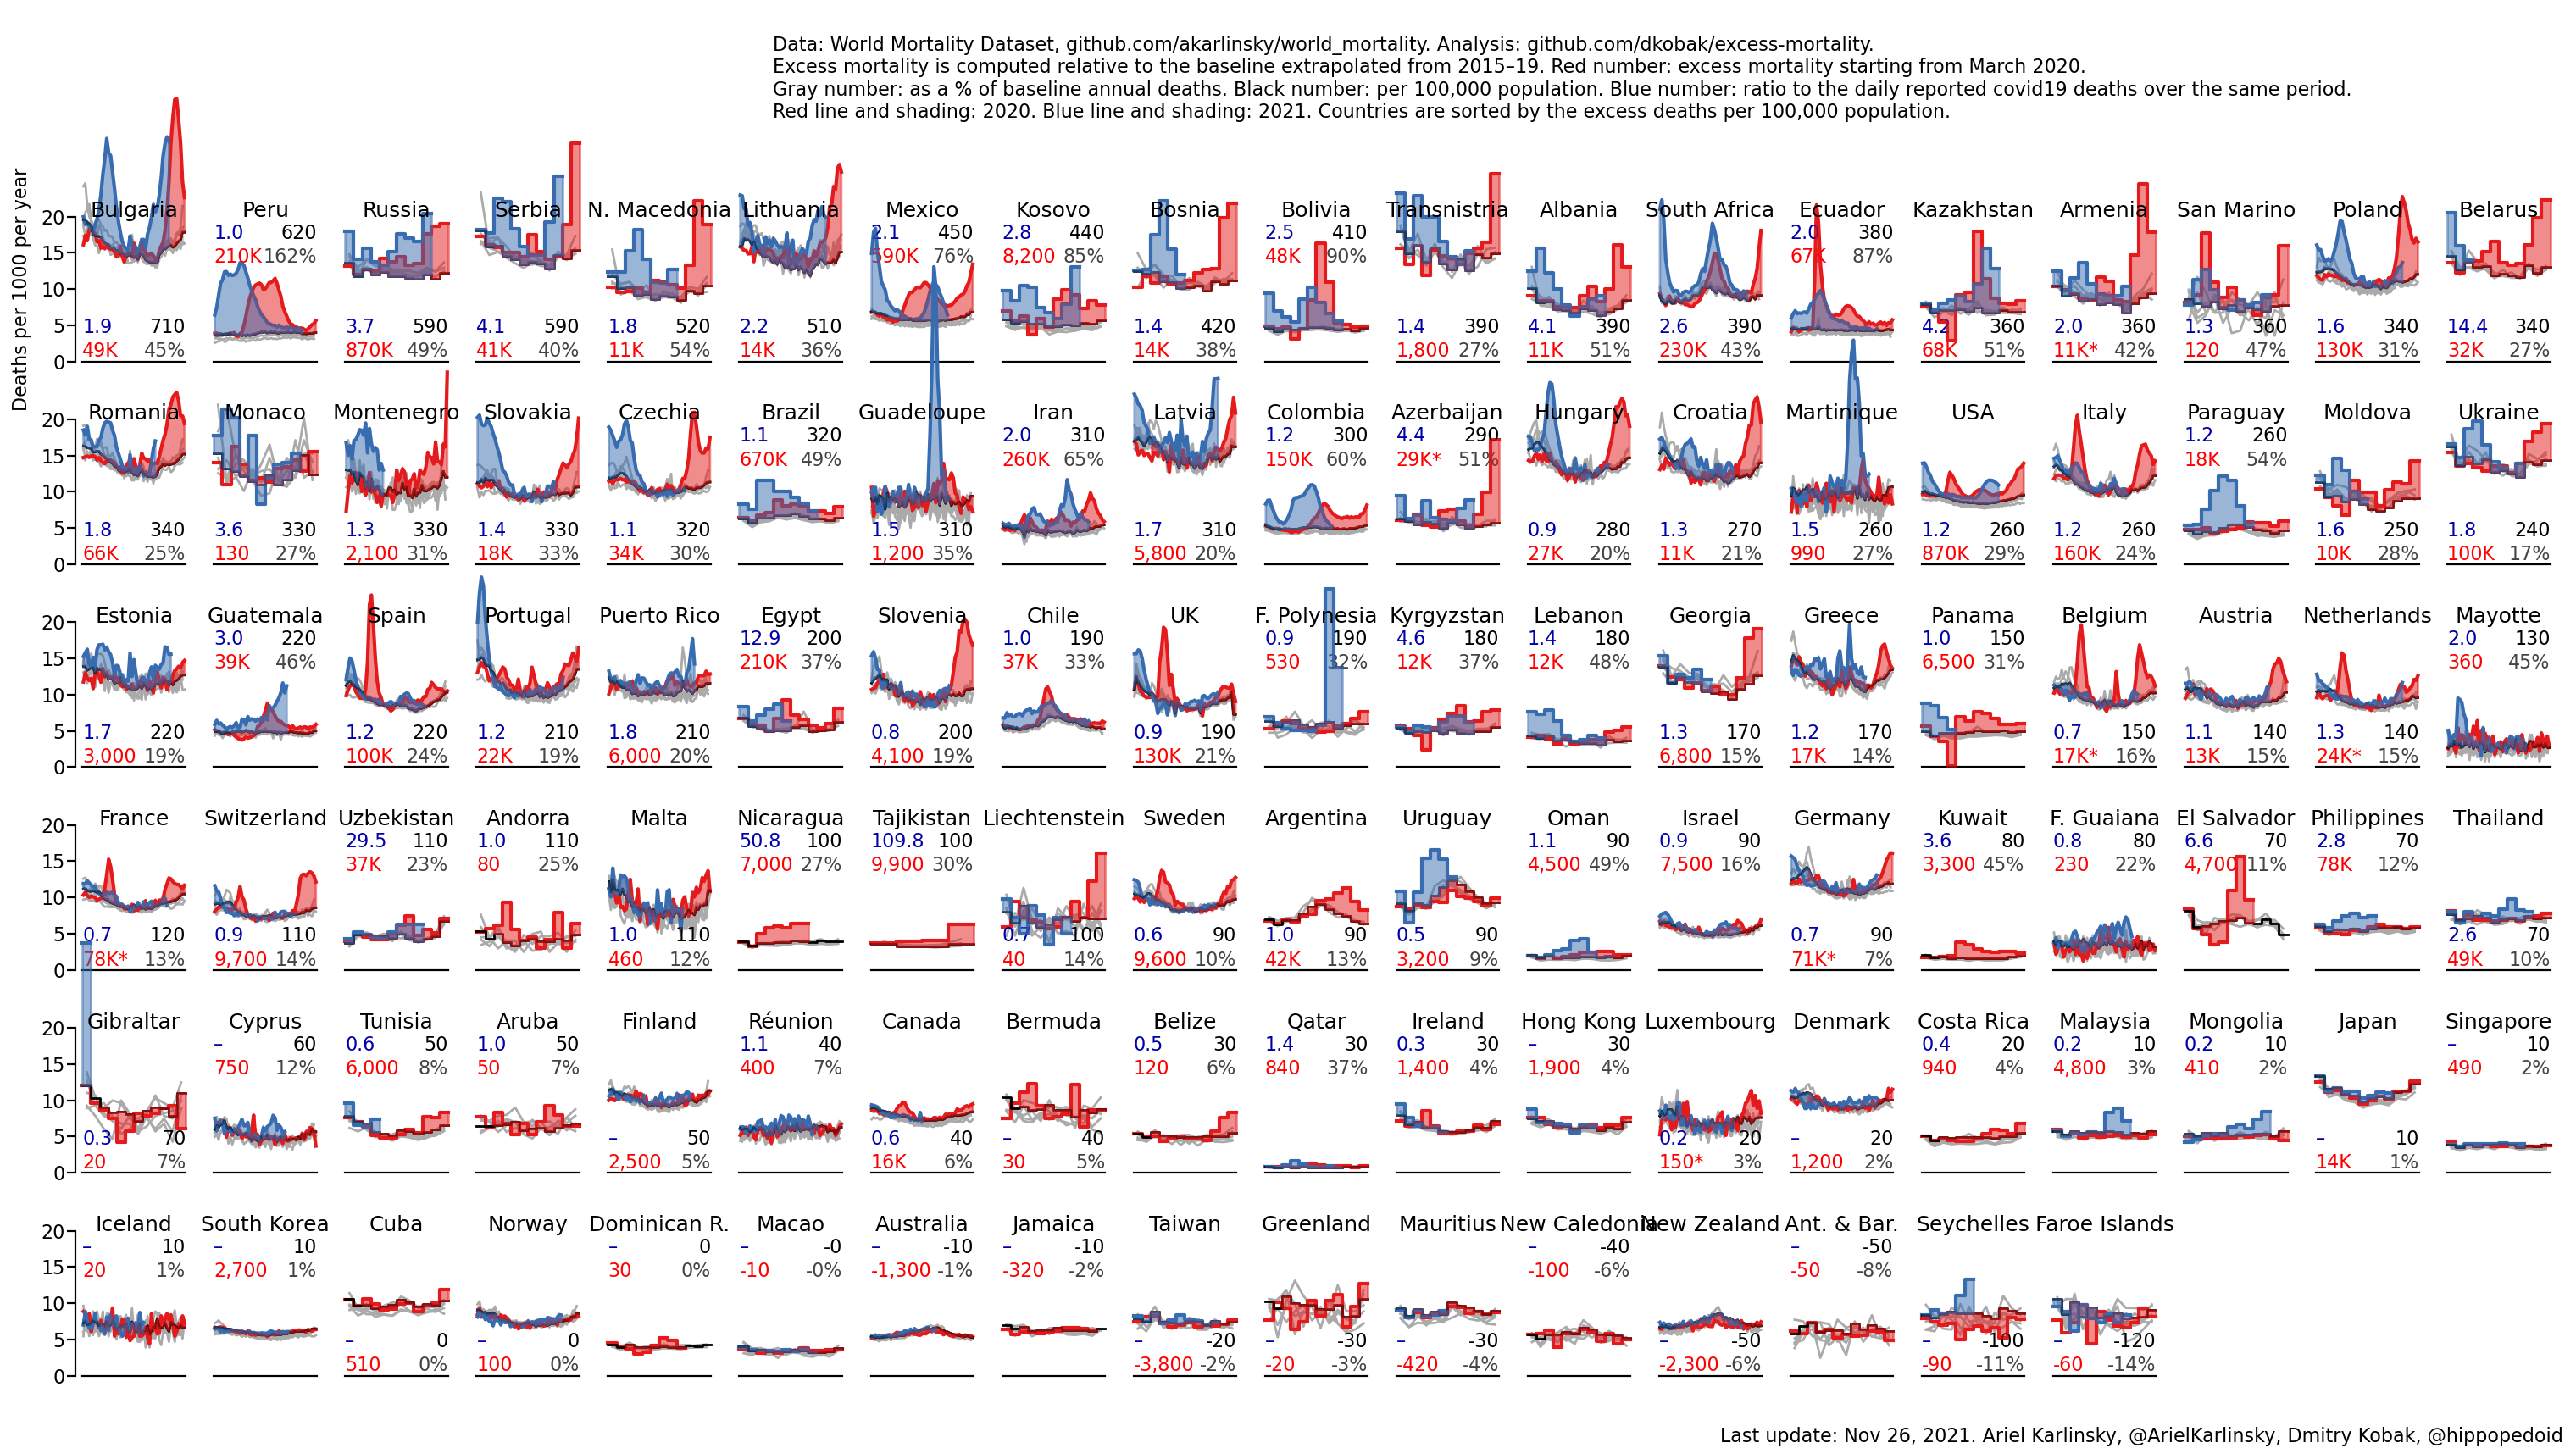 Data: World Mortality Dataset, github.com/akarlinsky/world_mortality. Analysis: github.com/dkobak/excess-mortality.
Excess mortality is computed relative to the baseline extrapolated from 2015–19. Red number: excess mortality starting from March 2020.
Gray number: as a % of baseline annual deaths. Black number: per 100,000 population. Blue number: ratio to the daily reported covid19 deaths over the same period.
Red line and shading: 2020. Blue line and shading: 2021. Countries are sorted by the excess deaths per 100,000 population.
Deaths per 1000 per year
20
15
10
5
0
Bulgaria
1.9 710
49K 45%
Peru
1.0 620
210K 162%
Russia
3.7 590
870K 49%
Serbia
4.1 590
41K 40%
N. Macedonia
1.8 520
11K 54%
Lithuania
2.2 510
14K 36%
Mexico
2.1 450
590K 76%
Kosovo
2.8 440
8,200 85%
Bosnia
1.4 420
14K 38%
Bolivia
2.5 410
48K 90%
Transnistria
1.4 390
1,800 27%
Albania
4.1 390
11K 51%
South Africa
2.6 390
230K 43%
Ecuador
2.0 380
67K 87%
Kazakhstan
4.2 360
68K 51%
Armenia
2.0 360
11K* 42%
San Marino
1.3 360
120 47%
Poland
1.6 340
130K 31%
Belarus
14.4 340
32K 27%
20
15
10
5
0
Romania
1.8 340
66K 25%
Monaco
3.6 330
130 27%
Montenegro
1.3 330
2,100 31%
Slovakia
1.4 330
18K 33%
Czechia
1.1 320
34K 30%
Brazil
1.1 320
670K 49%
Guadeloupe
1.5 310
1,200 35%
Iran
2.0 310
260K 65%
Latvia
1.7 310
5,800 20%
Colombia
1.2 300
150K 60%
Azerbaijan
4.4 290
29K* 51%
Hungary
0.9 280
27K 20%
Croatia
1.3 270
11K 21%
Martinique
1.5 260
990 27%
USA
1.2 260
870K 29%
Italy
1.2 260
160K 24%
Paraguay
1.2 260
18K 54%
Moldova
1.6 250
10K 28%
Ukraine
1.8 240
100K 17%
20
15
10
5
0
Estonia
1.7 220
3,000 19%
Guatemala
3.0 220
39K 46%
Spain
1.2 220
100K 24%
Portugal
1.2 210
22K 19%
Puerto Rico
1.8 210
6,000 20%
Egypt
12.9 200
210K 37%
Slovenia
0.8 200
4,100 19%
Chile
1.0 190
37K 33%
UK
0.9 190
130K 21%
F. Polynesia
0.9 190
530 32%
Kyrgyzstan
4.6 180
12K 37%
Lebanon
1.4 180
12K 48%
Georgia
1.3 170
6,800 15%
Greece
1.2 170
17K 14%
Panama
1.0 150
6,500 31%
Belgium
0.7 150
17K* 16%
Austria
1.1 140
13K 15%
Netherlands
1.3 140
24K* 15%
Mayotte
2.0 130
360 45%
20
15
10
5
0
France
0.7 120
78K* 13%
Switzerland
0.9 110
9,700 14%
Uzbekistan
29.5 110
37K 23%
Andorra
1.0 110
80 25%
Malta
1.0 110
460 12%
Nicaragua
50.8 100
7,000 27%
Tajikistan
109.8 100
9,900 30%
Liechtenstein
0.7 100
40 14%
Sweden
0.6 90
9,600 10%
Argentina
1.0 90
42K 13%
Uruguay
0.5 90
3,200 9%
Oman
1.1 90
4,500 49%
Israel
0.9 90
7,500 16%
Germany
0.7 90
71K* 7%
Kuwait
3.6 80
3,300 45%
F. Guaiana
0.8 80
230 22%
El Salvador
6.6 70
4,700 11%
Philippines
2.8 70
78K 12%
Thailand
2.6 70
49K 10%
20
15
10
5
0
Gibraltar
0.3 70
20 7%
Cyprus
– 60
750 12%
Tunisia
0.6 50
6,000 8%
Aruba
1.0 50
50 7%
Finland
– 50
2,500 5%
Réunion
1.1 40
400 7%
Canada
0.6 40
16K 6%
Bermuda
– 40
30 5%
Belize
0.5 30
120 6%
Qatar
1.4 30
840 37%
Ireland
0.3 30
1,400 4%
Hong Kong
– 30
1,900 4%
Luxembourg
0.2 20
150* 3%
Denmark
– 20
1,200 2%
Costa Rica
0.4 20
940 4%
Malaysia
0.2 10
4,800 3%
Mongolia
0.2 10
410 2%
Japan
– 10
14K 1%
Singapore
– 10
490 2%
20
15
10
5
0
Iceland
– 10
20 1%
South Korea
– 10
2,700 1%
Cuba
– 0
510 0%
Norway
– 0
100 0%
Dominican R.
– 0
30 0%
Macao
– -0
-10 -0%
Australia
– -10
-1,300 -1%
Jamaica
– -10
-320 -2%
Taiwan
– -20
-3,800 -2%
Greenland
– -30
-20 -3%
Mauritius
– -30
-420 -4%
New Caledonia
– -40
-100 -6%
New Zealand
– -50
-2,300 -6%
Ant. & Bar.
– -50
-50 -8%
Seychelles
– -100
-90 -11%
Faroe Islands
– -120
-60 -14%
Last update: Nov 26, 2021. Ariel Karlinsky, @ArielKarlinsky, Dmitry Kobak, @hippopedoid